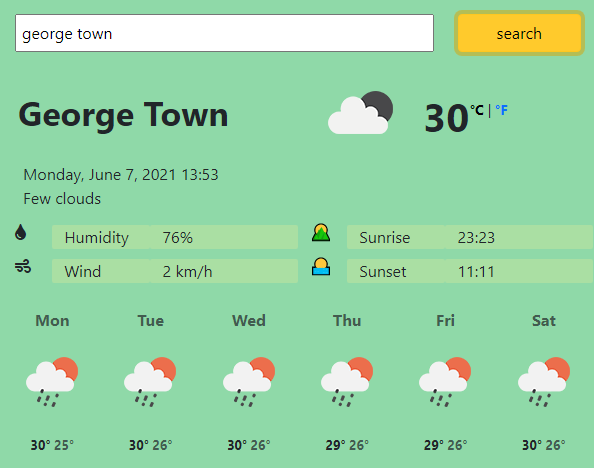 george town
search
George Town
30 °C | °F
Monday, June 7, 2021 13:53
Few clouds
Humidity 76% Sunrise 23:23
Wind 2 km/h Sunset 11:11
Mon Tue Wed Thu Fri Sat
30° 25° 30° 26° 30° 26° 29° 26° 29° 26° 30° 26°